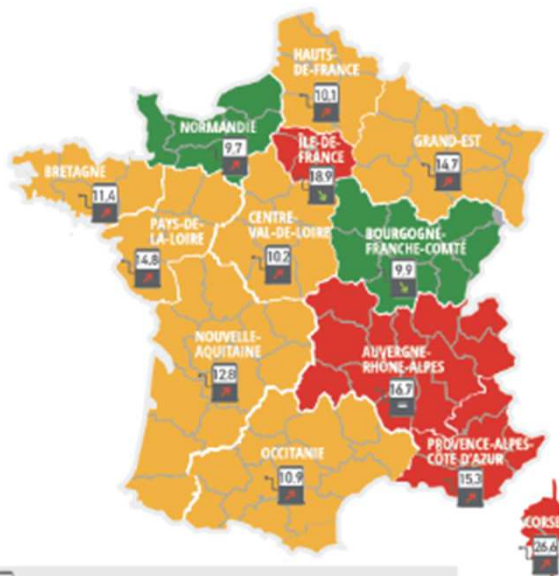 HAUTS-
DE-FRANCE
10,1
NORMANDIE
9,7
ÎLE-DE-
FRANCE
18,9
GRAND-EST
14,7
BRETAGNE
11,4
PAYS-DE-
LA-LOIRE
14,8
CENTRE-
VAL-DE-LOIRE
10,2
BOURGOGNE-
FRANCHE-COMTÉ
9,9
NOUVELLE-
AQUITAINE
12,8
AUVERGNE-
RHÔNE-ALPES
16,7
OCCITANIE
10,9
PROVENCE-ALPES-
CÔTE D'AZUR
15,3
CORSE
26,6